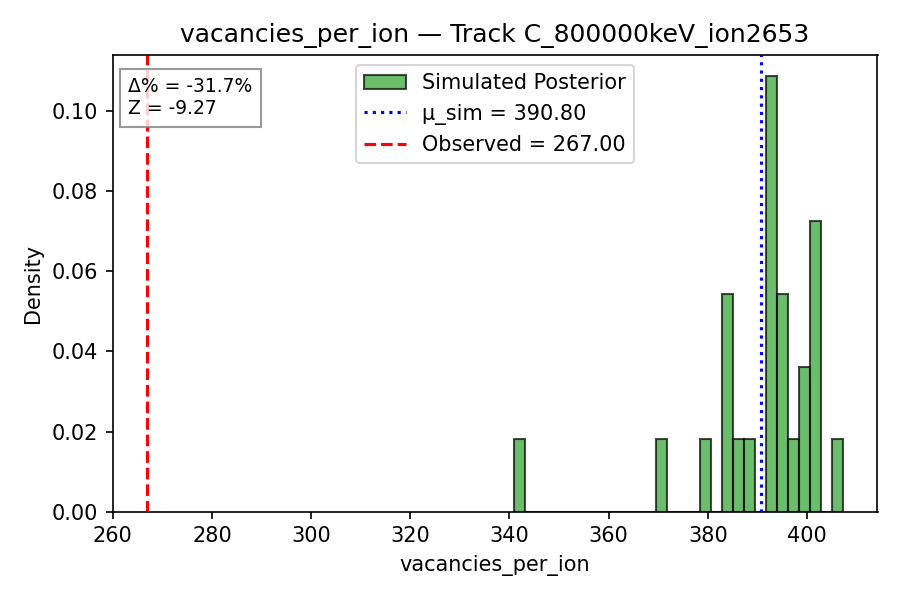 vacancies_per_ion — Track C_800000keV_ion2653
Δ% = -31.7%
Z = -9.27
Simulated Posterior
μ_sim = 390.80
Observed = 267.00
Density
0.10
0.08
0.06
0.04
0.02
0.00
260 280 300 320 340 360 380 400
vacancies_per_ion